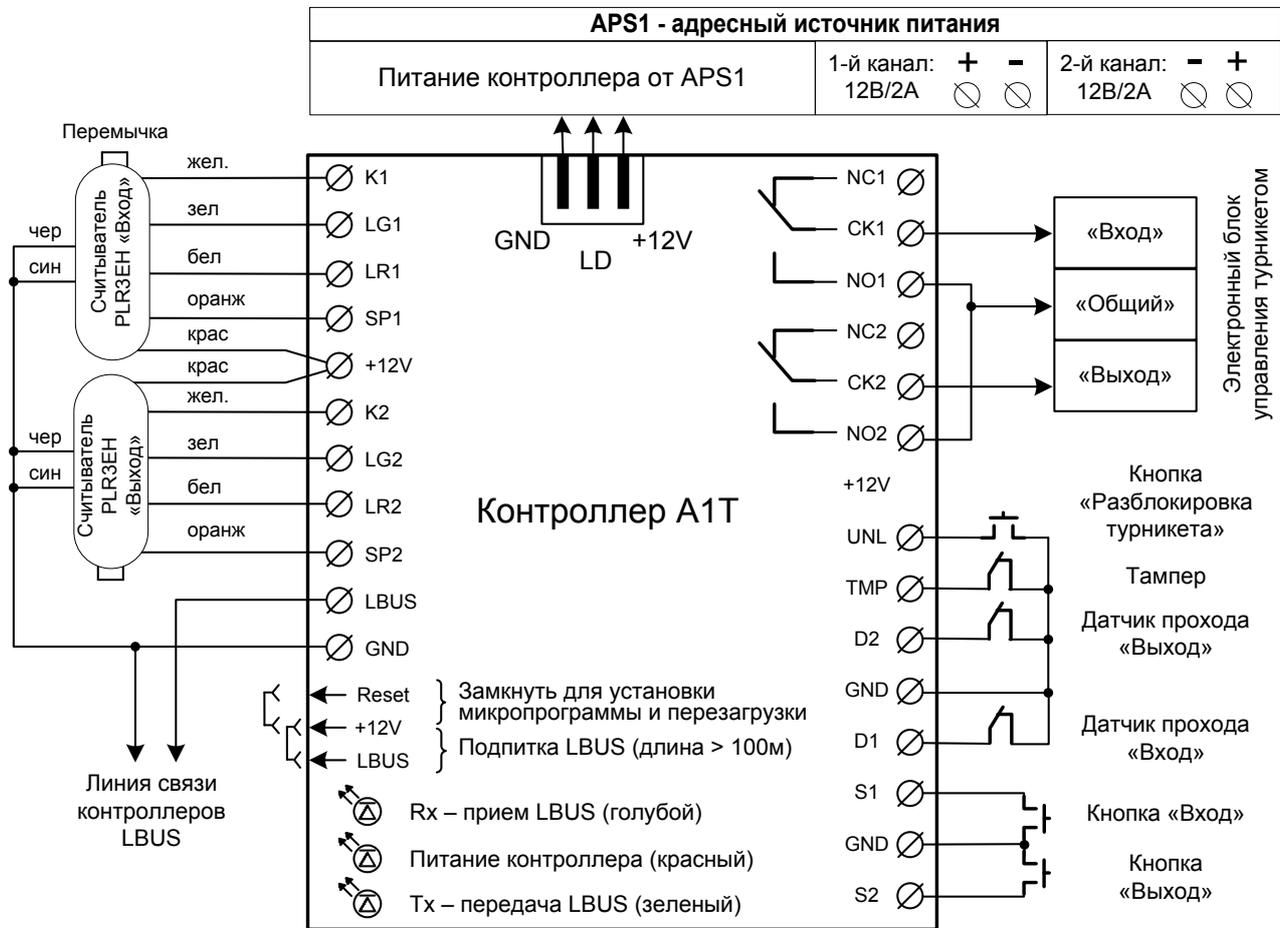 APS1 - адресный источник питания
Питание контроллера от APS1
1-й канал: + -
12В/2А
2-й канал: - +
12В/2А
Перемычка
Считыватель
PLR3EH «Вход»
чер
син
жел.
зел
бел
оранж
крас
крас
жел.
зел
бел
оранж
Считыватель
PLR3EH
«Выход»
чер
син
K1
LG1
LR1
SP1
+12V
K2
LG2
LR2
SP2
LBUS
GND
GND
LD
+12V
Контроллер А1Т
Reset
+12V
LBUS
Замкнуть для установки
микропрограммы и перезагрузки
Подпитка LBUS (длина > 100м)
Rx – прием LBUS (голубой)
Питание контроллера (красный)
Tx – передача LBUS (зеленый)
Линия связи
контроллеров
LBUS
NC1
CK1
NO1
NC2
CK2
NO2
+12V
UNL
TMP
D2
GND
D1
S1
GND
S2
«Вход»
«Общий»
«Выход»
Электронный блок
управления турникетом
Кнопка
«Разблокировка
турникета»
Тампер
Датчик прохода
«Выход»
Датчик прохода
«Вход»
Кнопка «Вход»
Кнопка
«Выход»